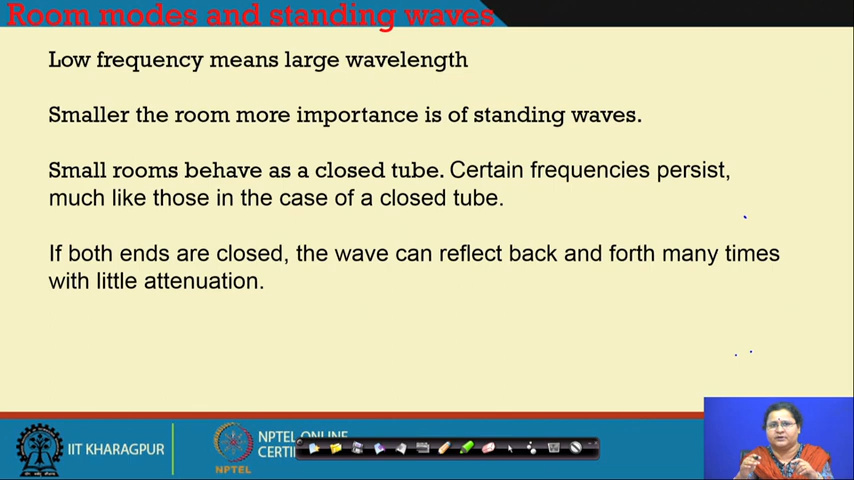 Room modes and standing waves
Low frequency means large wavelength
Smaller the room more importance is of standing waves.
Small rooms behave as a closed tube. Certain frequencies persist,
much like those in the case of a closed tube.
If both ends are closed, the wave can reflect back and forth many times
with little attenuation.
IIT KHARAGPUR
NPTEL ONLINE
CERTI
NPTEL